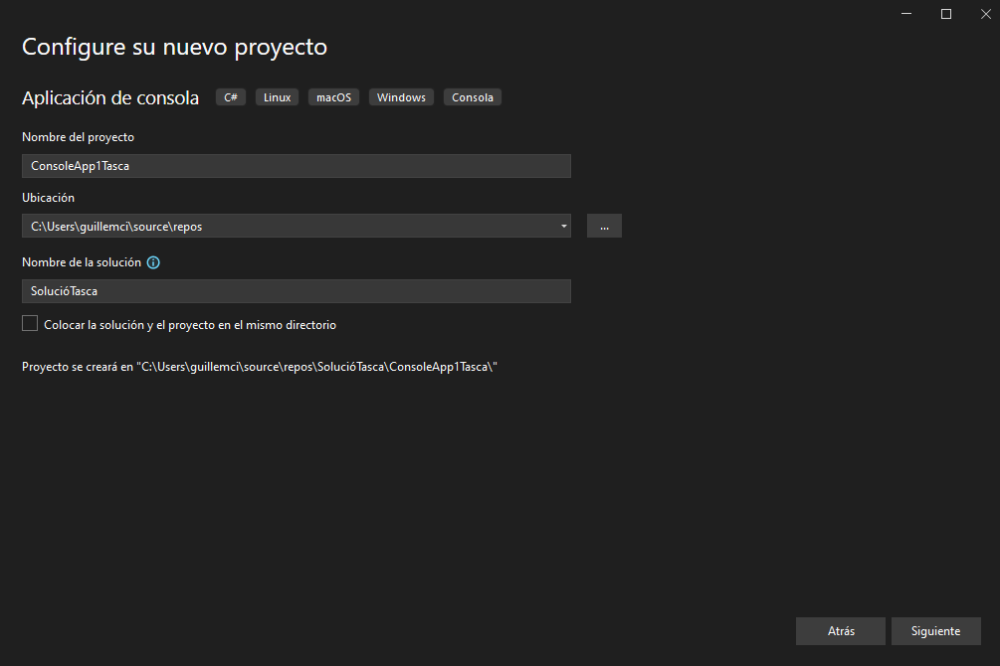 Configure su nuevo proyecto
Aplicación de consola C# Linux macOS Windows Consola
Nombre del proyecto
ConsoleApp1Tasca
Ubicación
C:\Users\guillemci\source\repos ...
Nombre de la solución
SolucióTasca
Colocar la solución y el proyecto en el mismo directorio
Proyecto se creará en "C:\Users\guillemci\source\repos\SolucióTasca\ConsoleApp1Tasca\"
Atrás Siguiente